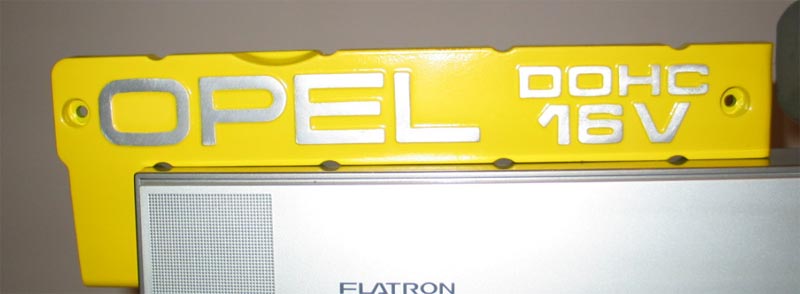 OPEL
DOHC
16V
FLATRON